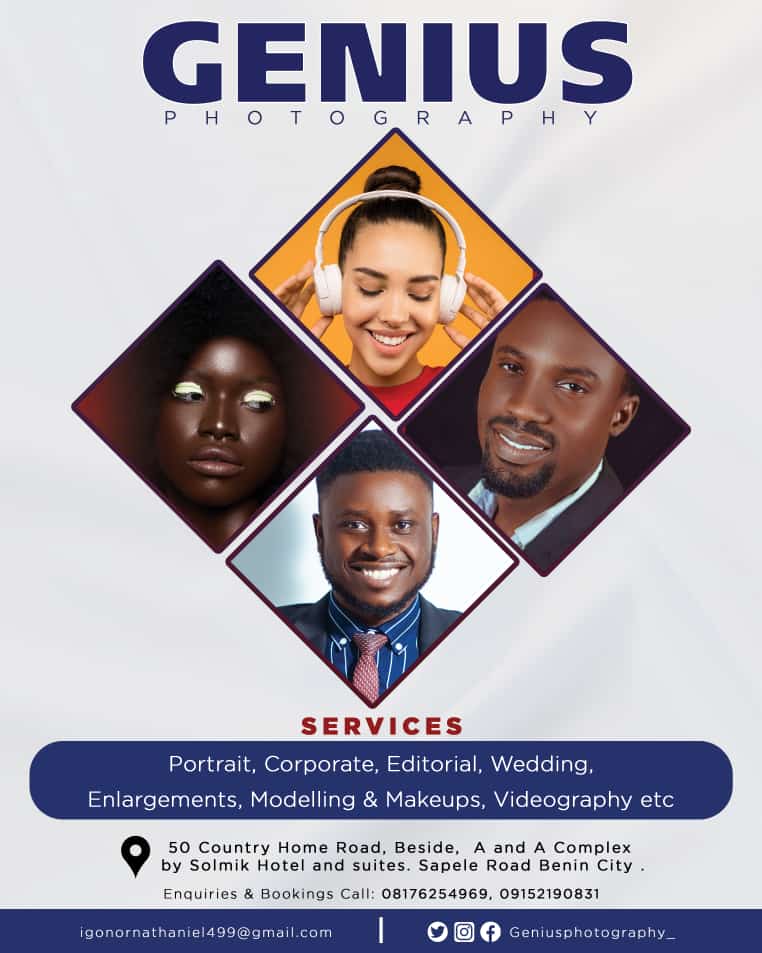 GENIUS
PHOTOGRAPHY
SERVICES
Portrait, Corporate, Editorial, Wedding,
Enlargements, Modelling & Makeups, Videography etc
50 Country Home Road, Beside, A and A Complex
by Solmik Hotel and suites. Sapele Road Benin City .
Enquiries & Bookings Call: 08176254969, 09152190831
igonornathaniel499@gmail.com | Geniusphotography_